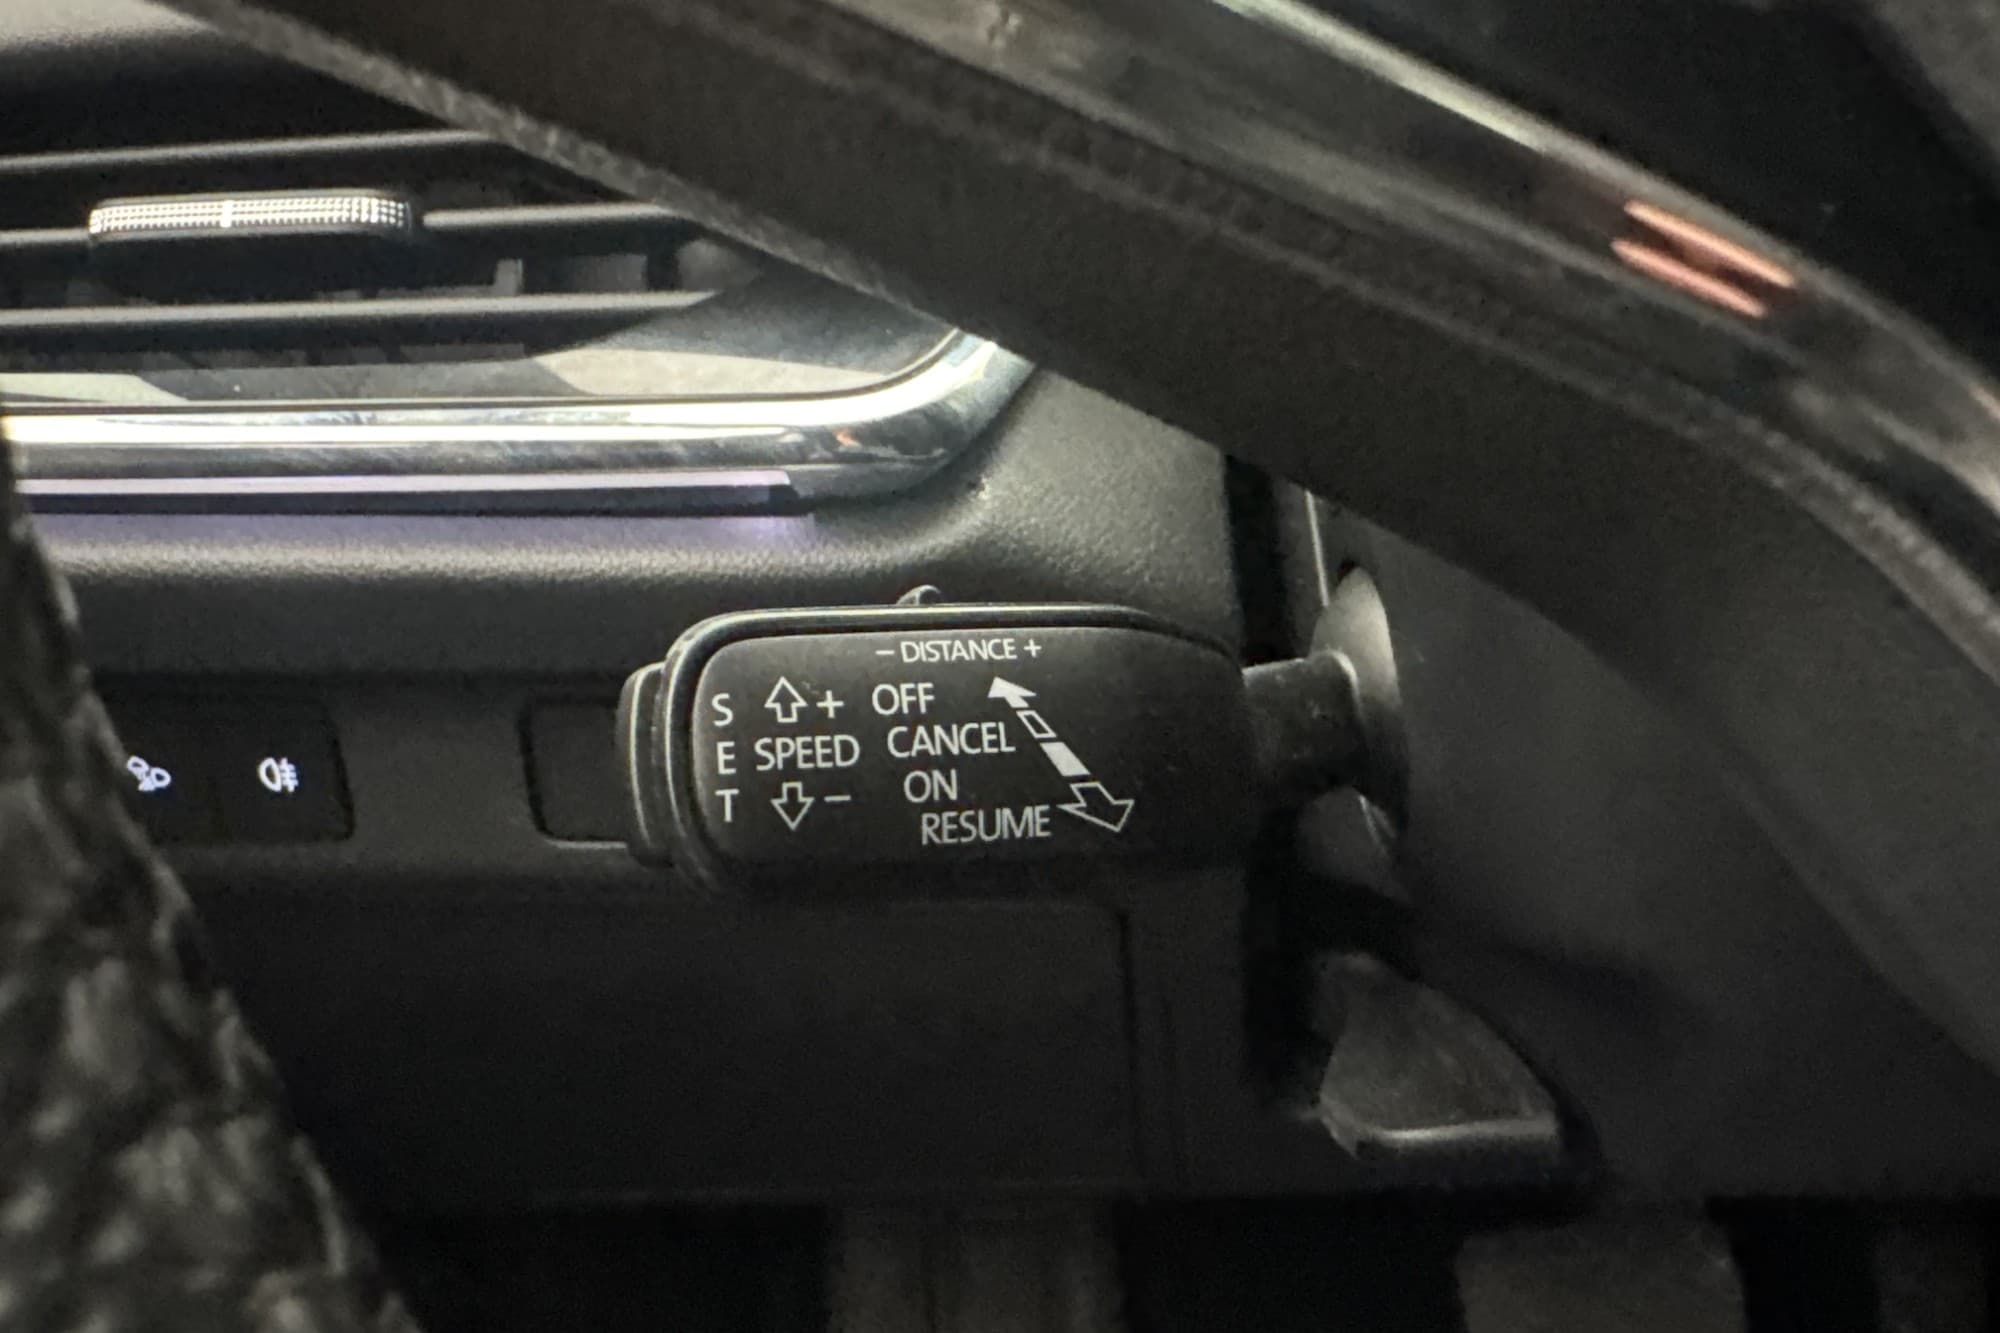 − DISTANCE +
S + OFF
E SPEED CANCEL
T − ON
RESUME